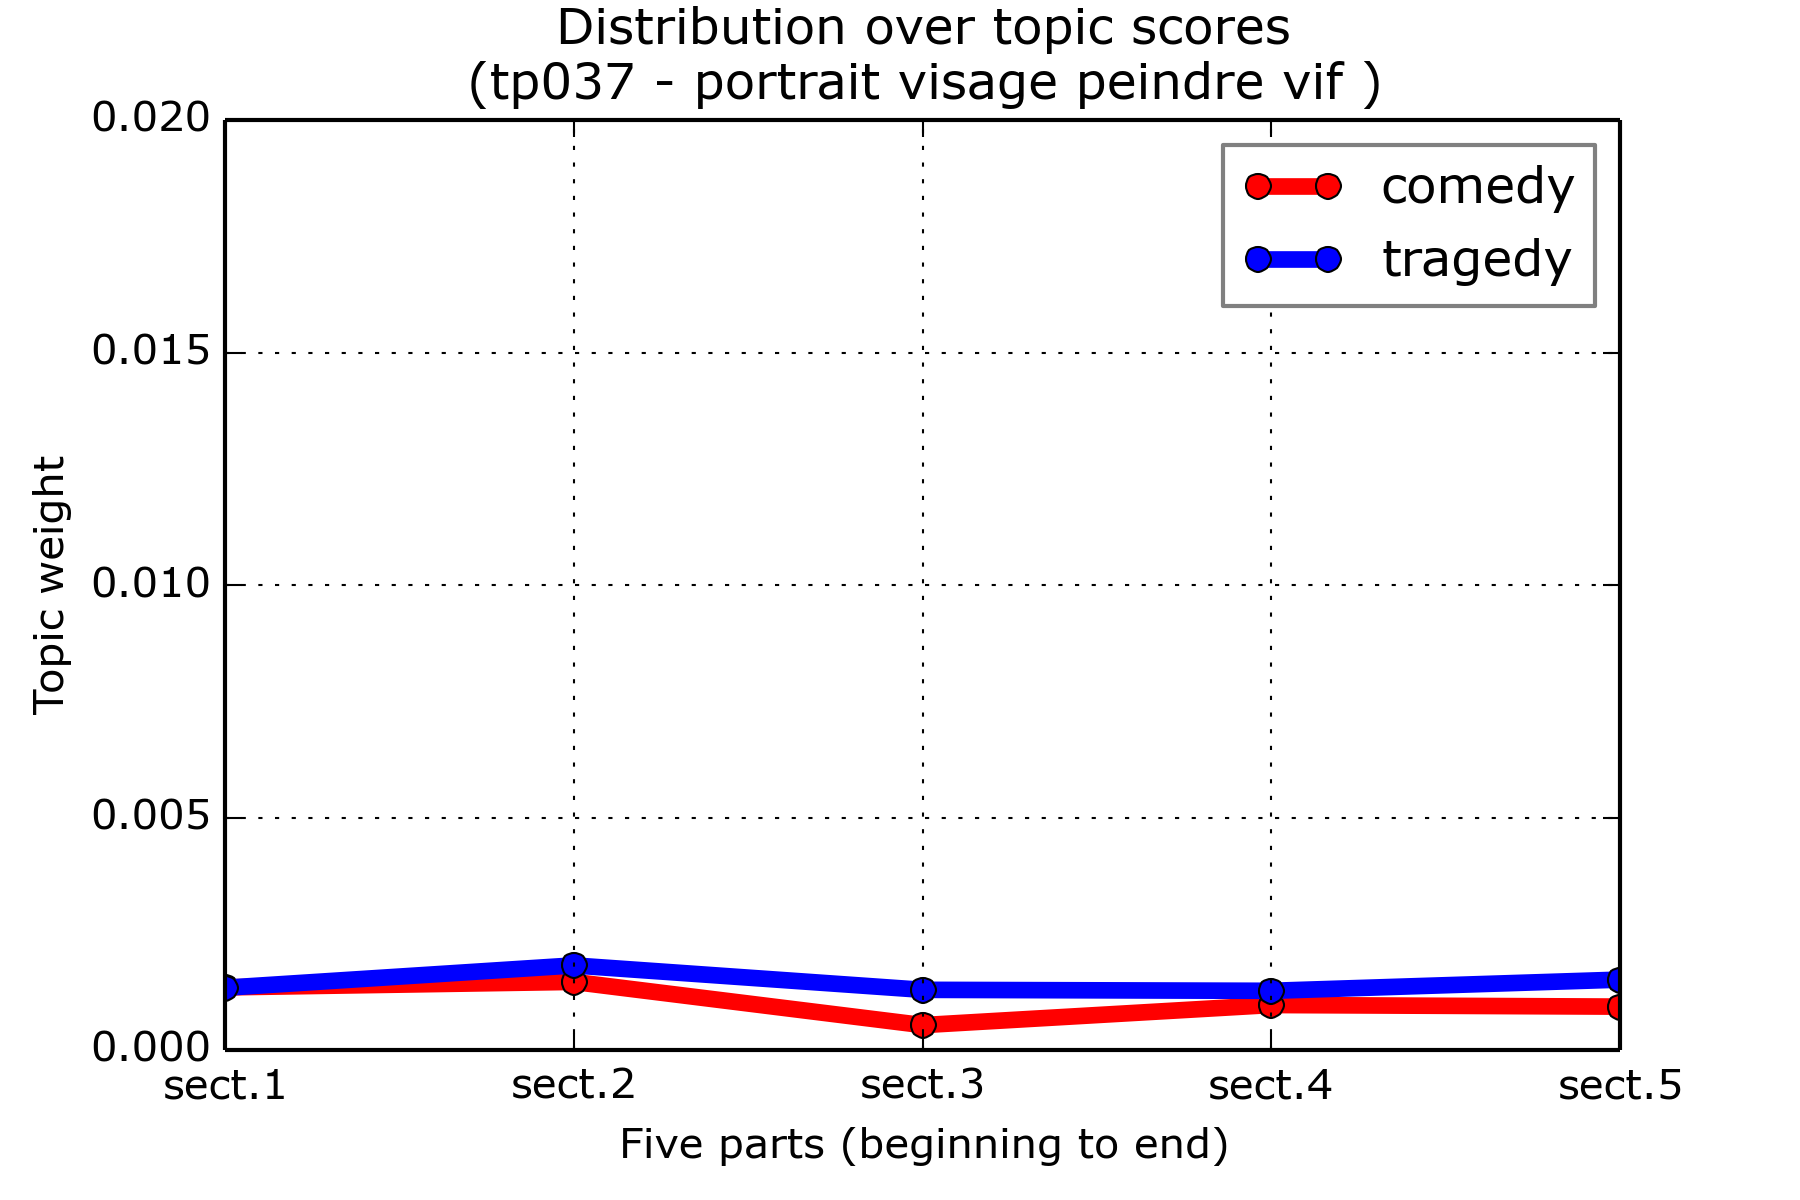 Distribution over topic scores
(tp037 - portrait visage peindre vif )
0.020
comedy
tragedy
0.015
0.010
0.005
0.000
Topic weight
sect.1 sect.2 sect.3 sect.4 sect.5
Five parts (beginning to end)